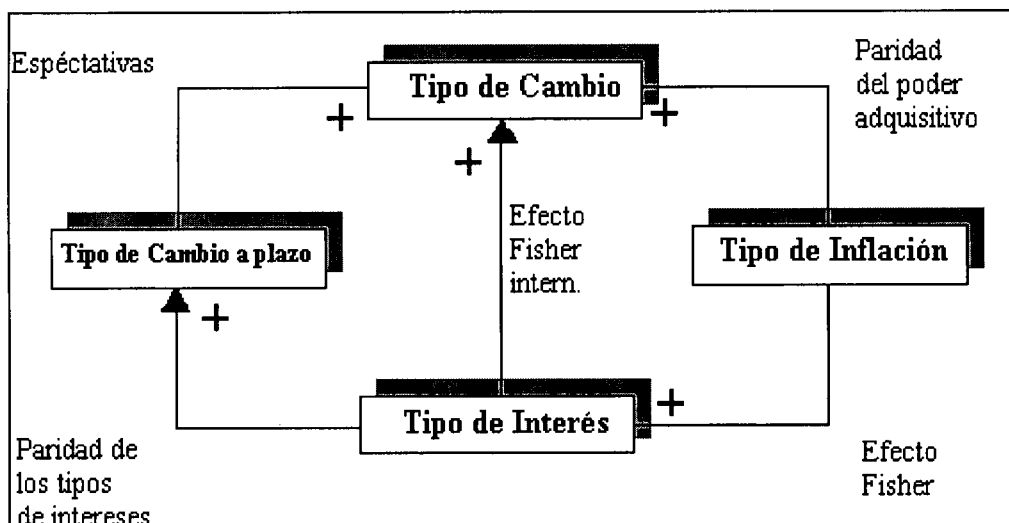 Espéctativas
Tipo de Cambio
Paridad
del poder
adquisitivo
+
+
+
Tipo de Cambio a plazo
Efecto
Fisher
intern.
Tipo de Inflación
+
Tipo de Interés
+
Paridad de
los tipos
de intereses
Efecto
Fisher